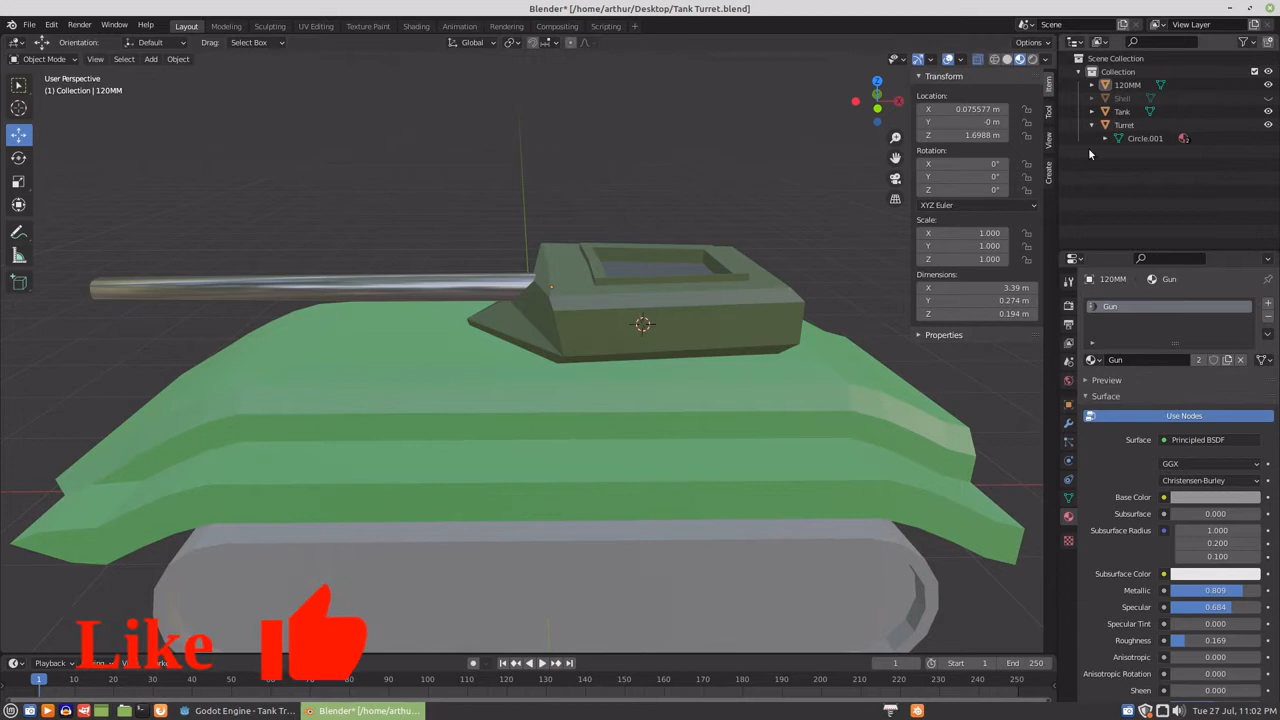 Blender* [/home/arthur/Desktop/Tank Turret.blend]
File Edit Render Window Help Layout Modeling Sculpting UV Editing Texture Paint Shading Animation Rendering Compositing Scripting + Scene View Layer
Orientation: Default Drag: Select Box Global Options
Object Mode View Select Add Object
User Perspective
(1) Collection | 120MM
Z
X
Transform
Location:
X 0.075577 m
Y -0 m
Z 1.6988 m
Rotation:
X 0°
Y 0°
Z 0°
XYZ Euler
Scale:
X 1.000
Y 1.000
Z 1.000
Dimensions:
X 3.39 m
Y 0.274 m
Z 0.194 m
Properties
Item
Tool
View
Create
Scene Collection
Collection
120MM
Shell
Tank
Turret
Circle.001
120MM Gun
Gun
Gun 2
Preview
Surface
Use Nodes
Surface Principled BSDF
GGX
Christensen-Burley
Base Color
Subsurface 0.000
Subsurface Radius 1.000
0.200
0.100
Subsurface Color
Metallic 0.809
Specular 0.684
Specular Tint 0.000
Roughness 0.169
Anisotropic 0.000
Anisotropic Rotation 0.000
Sheen 0.000
Like
Playback 1 Start 1 End 250
1 10 20 30 40 50 60 70 80 90 100 110 120 130 140 150 160 170 180 190 200 210 220 230 240 250
Godot Engine - Tank Tr... Blender* [/home/arthu... Tue 27 Jul, 11:02 PM